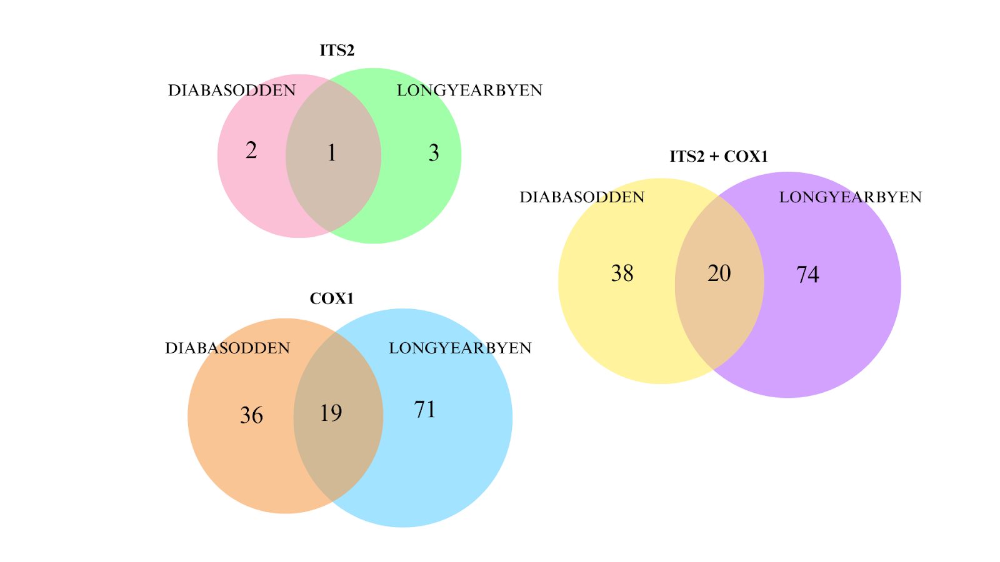 ITS2
DIABASODDEN
LONGYEARBYEN
2
1
3
COX1
DIABASODDEN
LONGYEARBYEN
36
19
71
ITS2 + COX1
DIABASODDEN
LONGYEARBYEN
38
20
74